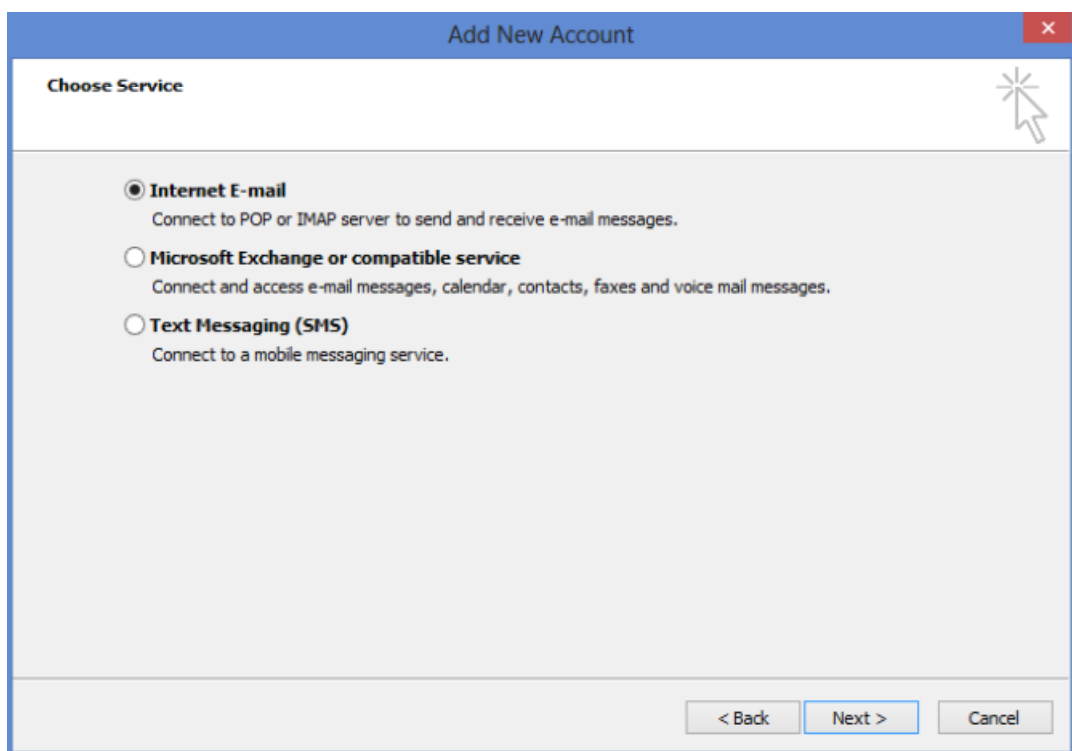 Add New Account
Choose Service
Internet E-mail
Connect to POP or IMAP server to send and receive e-mail messages.
Microsoft Exchange or compatible service
Connect and access e-mail messages, calendar, contacts, faxes and voice mail messages.
Text Messaging (SMS)
Connect to a mobile messaging service.
< Back Next > Cancel